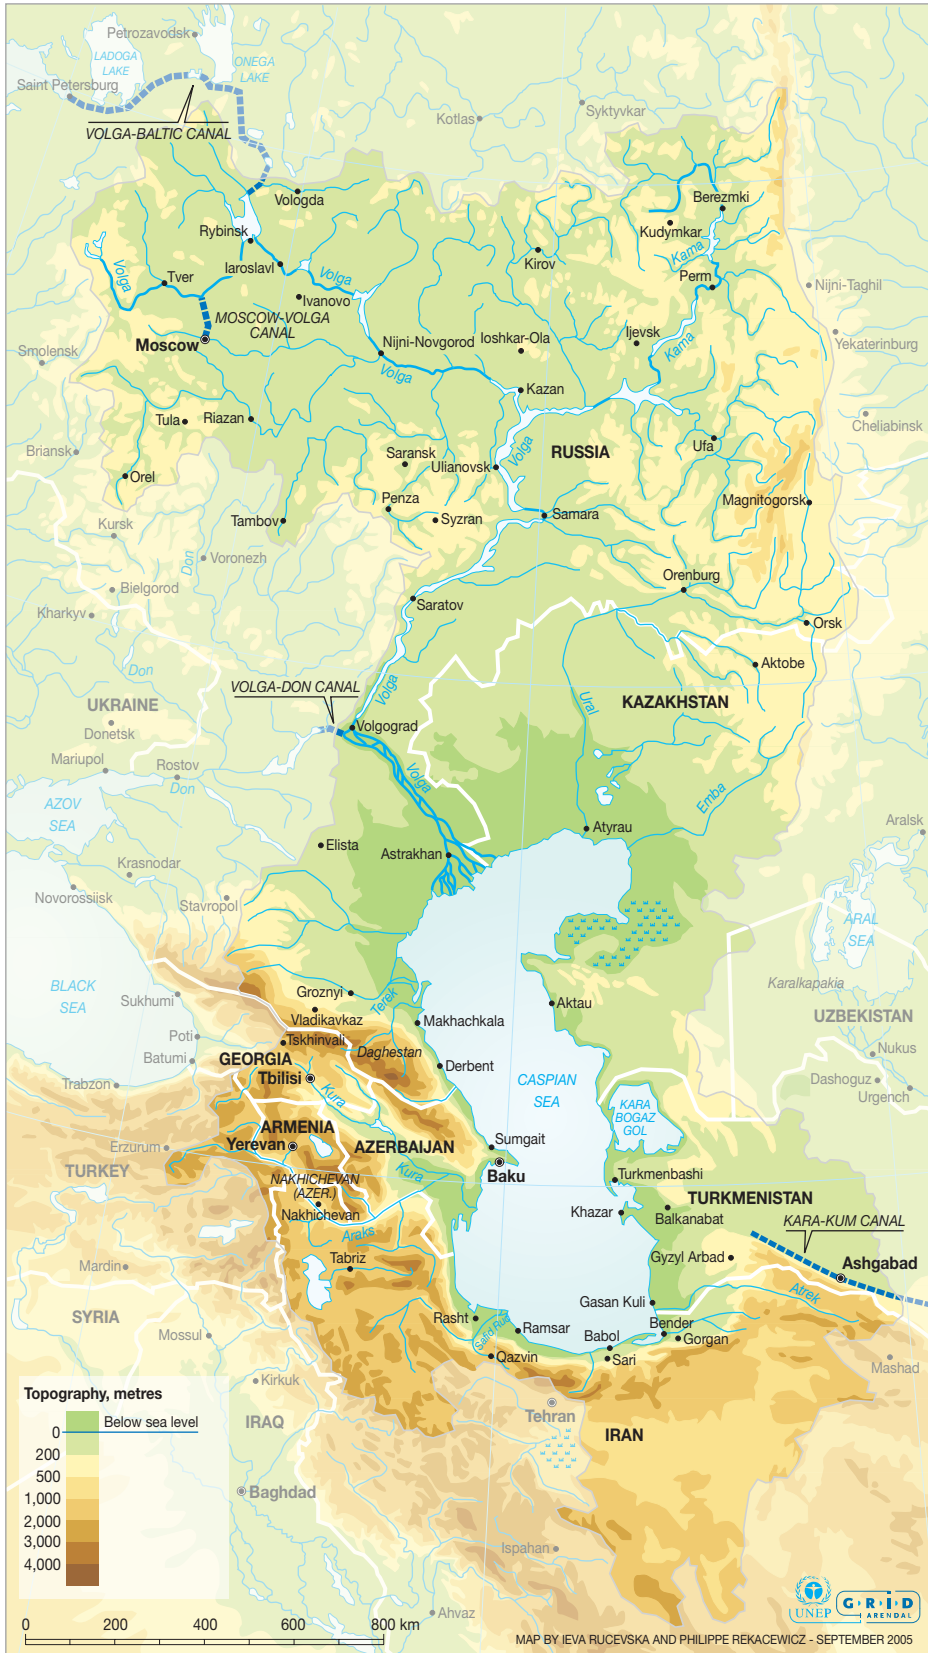 Petrozavodsk
LADOGA
LAKE
ONEGA
LAKE
Saint Petersburg
VOLGA-BALTIC CANAL
Kotlas
Syktyvkar
Vologda
Berezmki
Kudymkar
Rybinsk
Iaroslavl
Volga
Volga
Tver
Kirov
Kama
Perm
Nijni-Taghil
Ivanovo
MOSCOW-VOLGA
CANAL
Moscow
Nijni-Novgorod
Ioshkar-Ola
Ijevsk
Kama
Yekaterinburg
Smolensk
Volga
Kazan
Tula
Riazan
Cheliabinsk
Briansk
Saransk
Ulianovsk
Volga
RUSSIA
Ufa
Orel
Penza
Magnitogorsk
Kursk
Tambov
Syzran
Samara
Don
Voronezh
Bielgorod
Orenburg
Kharkyv
Saratov
Orsk
Don
Aktobe
VOLGA-DON CANAL
Volga
Ural
KAZAKHSTAN
UKRAINE
Donetsk
Volgograd
Mariupol
Rostov
Don
Volga
Emba
AZOV
SEA
Atyrau
Aralsk
Elista
Astrakhan
Krasnodar
Novorossiisk
Stavropol
ARAL
SEA
BLACK
SEA
Sukhumi
Groznyi
Terek
Aktau
Karalkapakia
Vladikavkaz
Makhachkala
UZBEKISTAN
Poti
Tskhinvali
Batumi
GEORGIA
Daghestan
Nukus
Tbilisi
Derbent
CASPIAN
SEA
Dashoguz
Trabzon
Urgench
Kura
KARA
BOGAZ
GOL
ARMENIA
Erzurum
Yerevan
AZERBAIJAN
Sumgait
Baku
TURKEY
NAKHICHEVAN
(AZER.)
Kura
Turkmenbashi
Nakhichevan
TURKMENISTAN
Khazar
Balkanabat
KARA-KUM CANAL
Araks
Mardin
Tabriz
Gyzyl Arbad
Ashgabad
Atrek
SYRIA
Gasan Kuli
Rasht
Safid Rud
Ramsar
Bender
Mossul
Babol
Gorgan
Qazvin
Sari
Mashad
Kirkuk
Topography, metres
Below sea level
0
200
500
1,000
2,000
3,000
4,000
Tehran
IRAQ
IRAN
Baghdad
Ispahan
Ahvaz
UNEP
G R I D
ARENDAL
0 200 400 600 800 km
MAP BY IEVA RUCEVSKA AND PHILIPPE REKACEWICZ - SEPTEMBER 2005